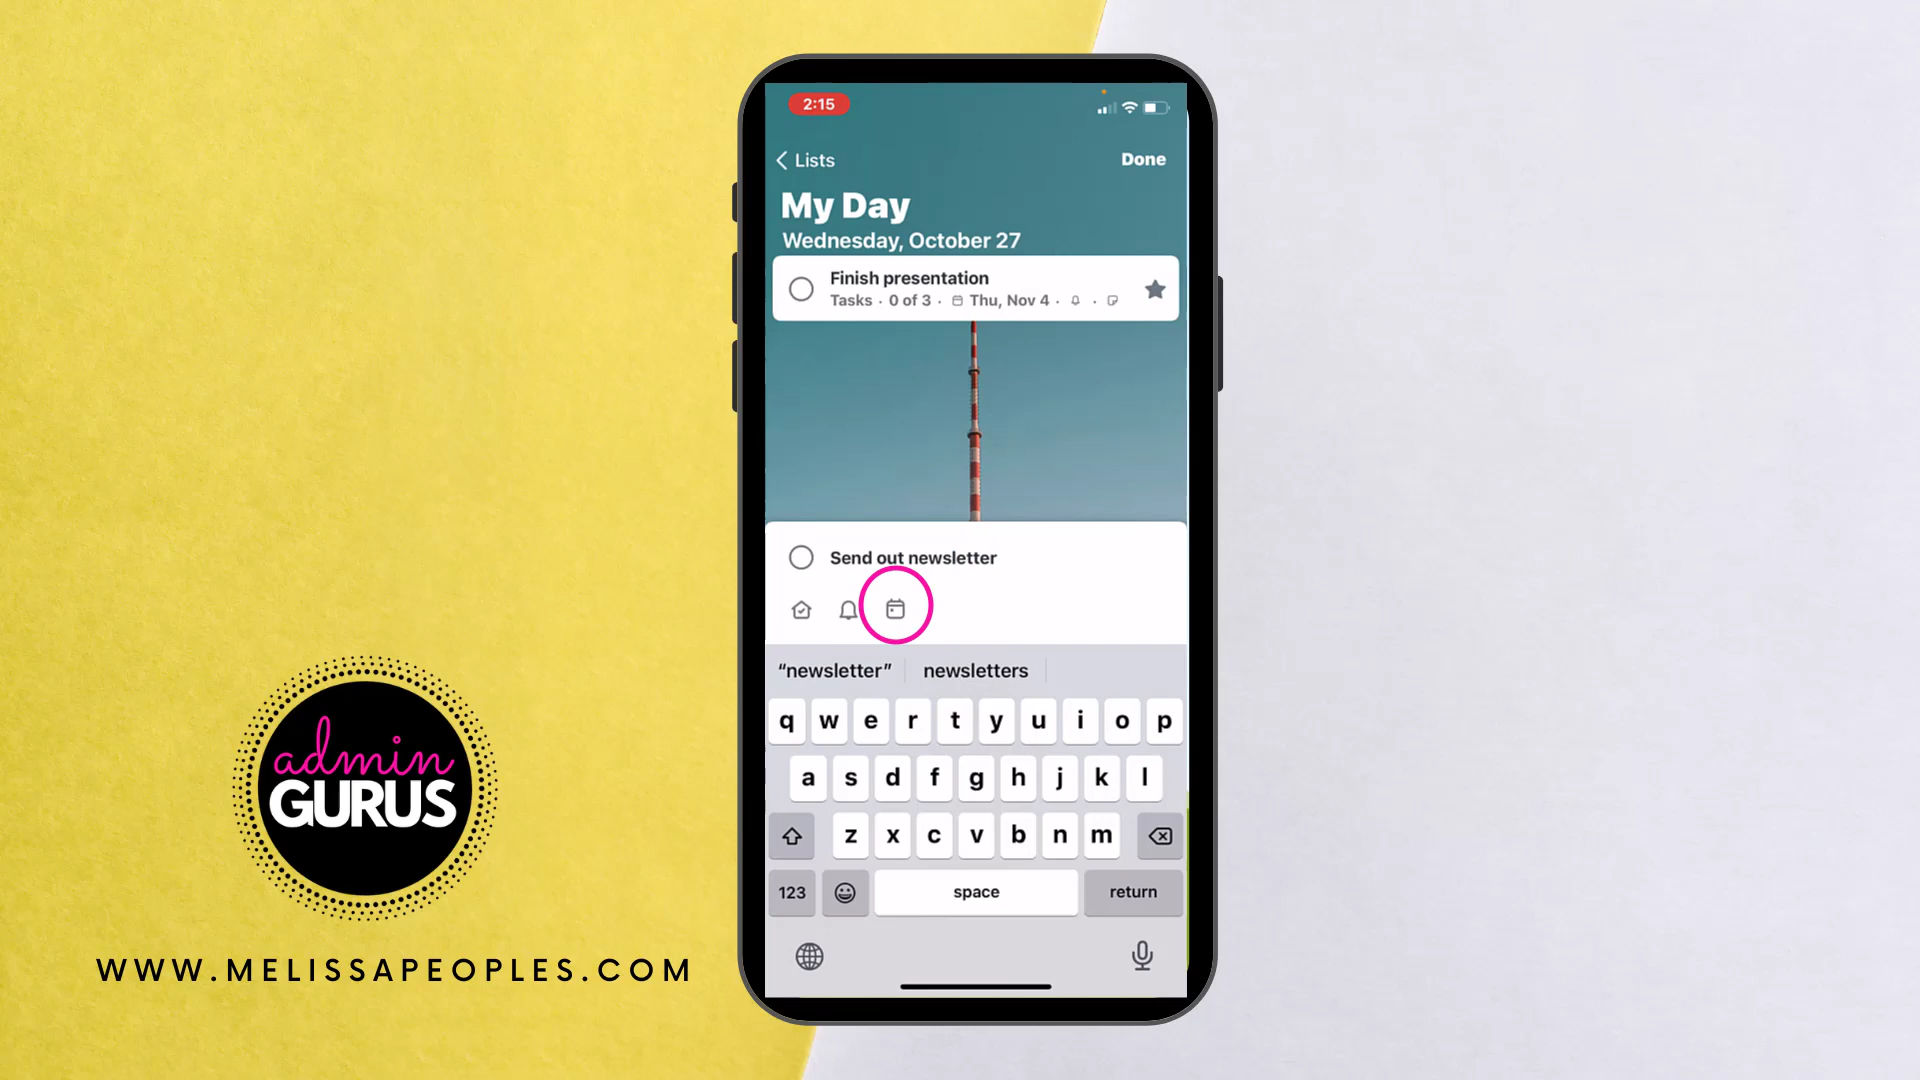 2:15
Lists
Done
My Day
Wednesday, October 27
Finish presentation
Tasks · 0 of 3 · Thu, Nov 4 · ·
Send out newsletter
“newsletter” newsletters
q w e r t y u i o p
a s d f g h j k l
z x c v b n m
123 space return
admin
GURUS
WWW.MELISSAPEOPLES.COM